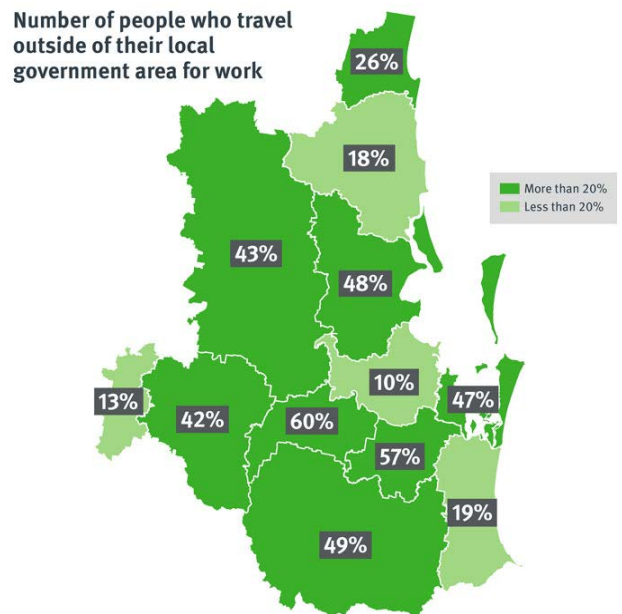 Number of people who travel
outside of their local
government area for work
26%
18%
More than 20%
Less than 20%
43%
48%
13%
42%
10%
47%
60%
57%
19%
49%